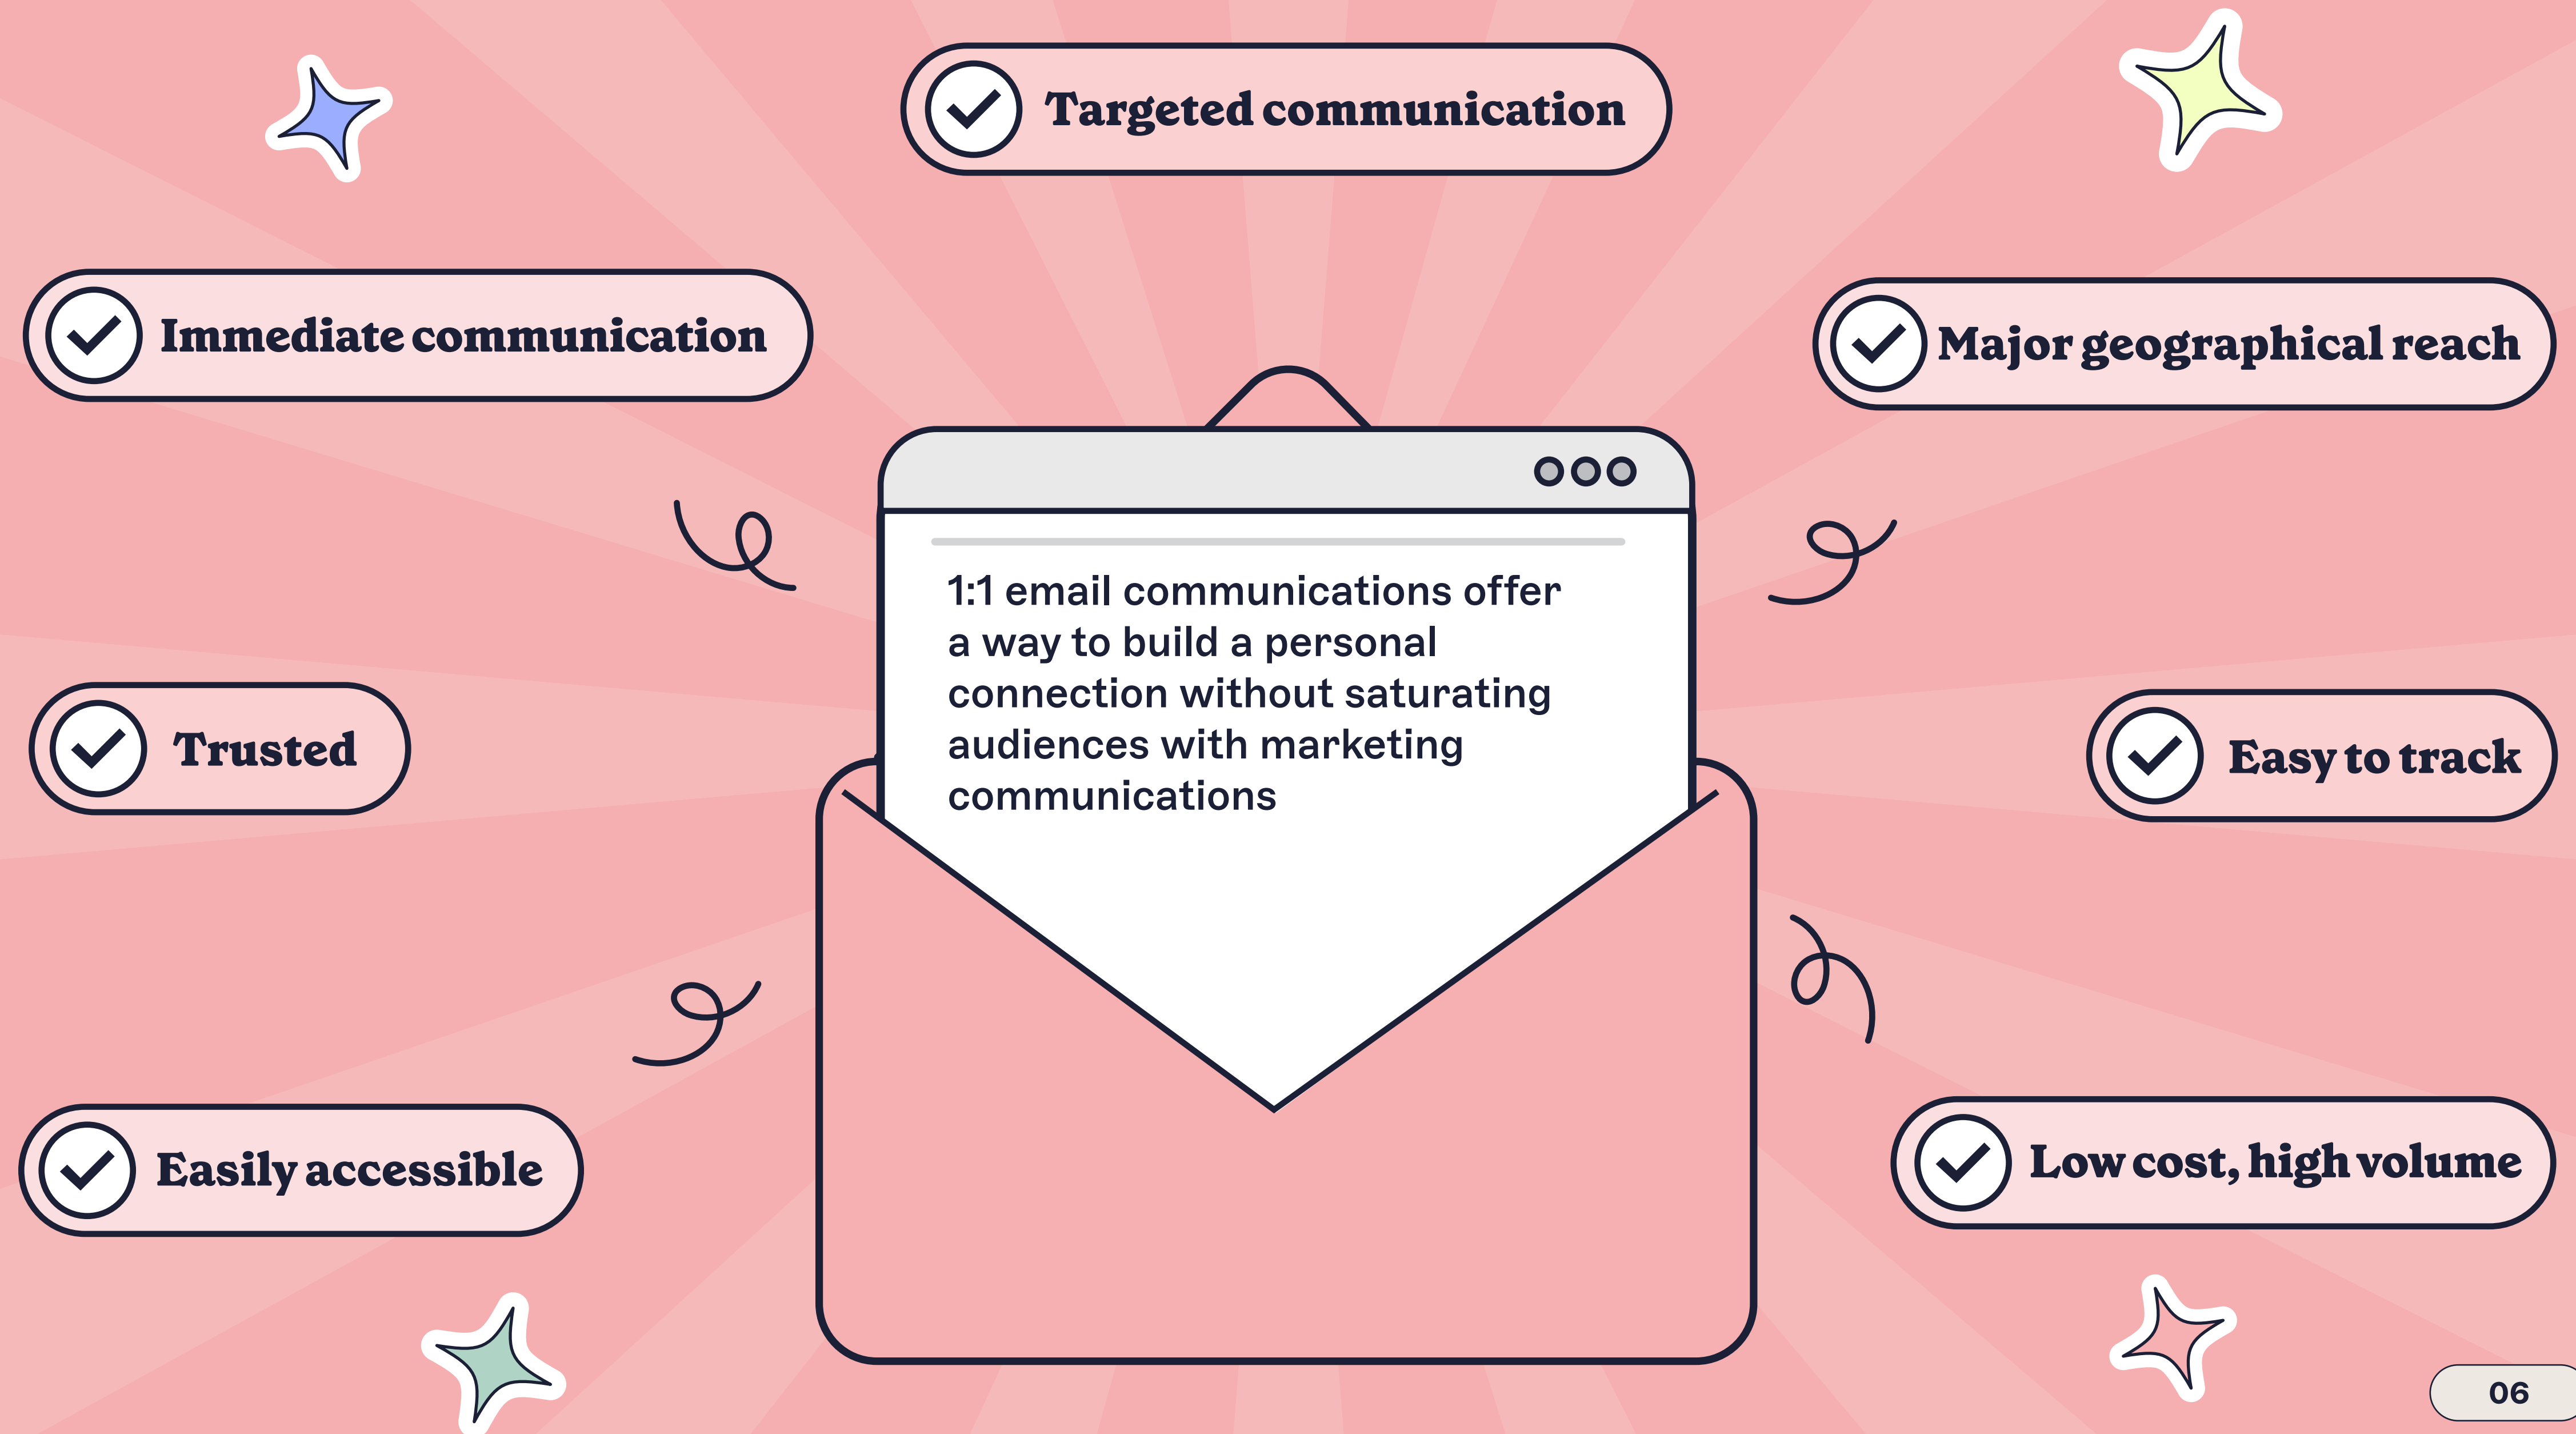 Targeted communication
Immediate communication
Major geographical reach
1:1 email communications offer
a way to build a personal
connection without saturating
audiences with marketing
communications
Trusted
Easy to track
Easily accessible
Low cost, high volume
06